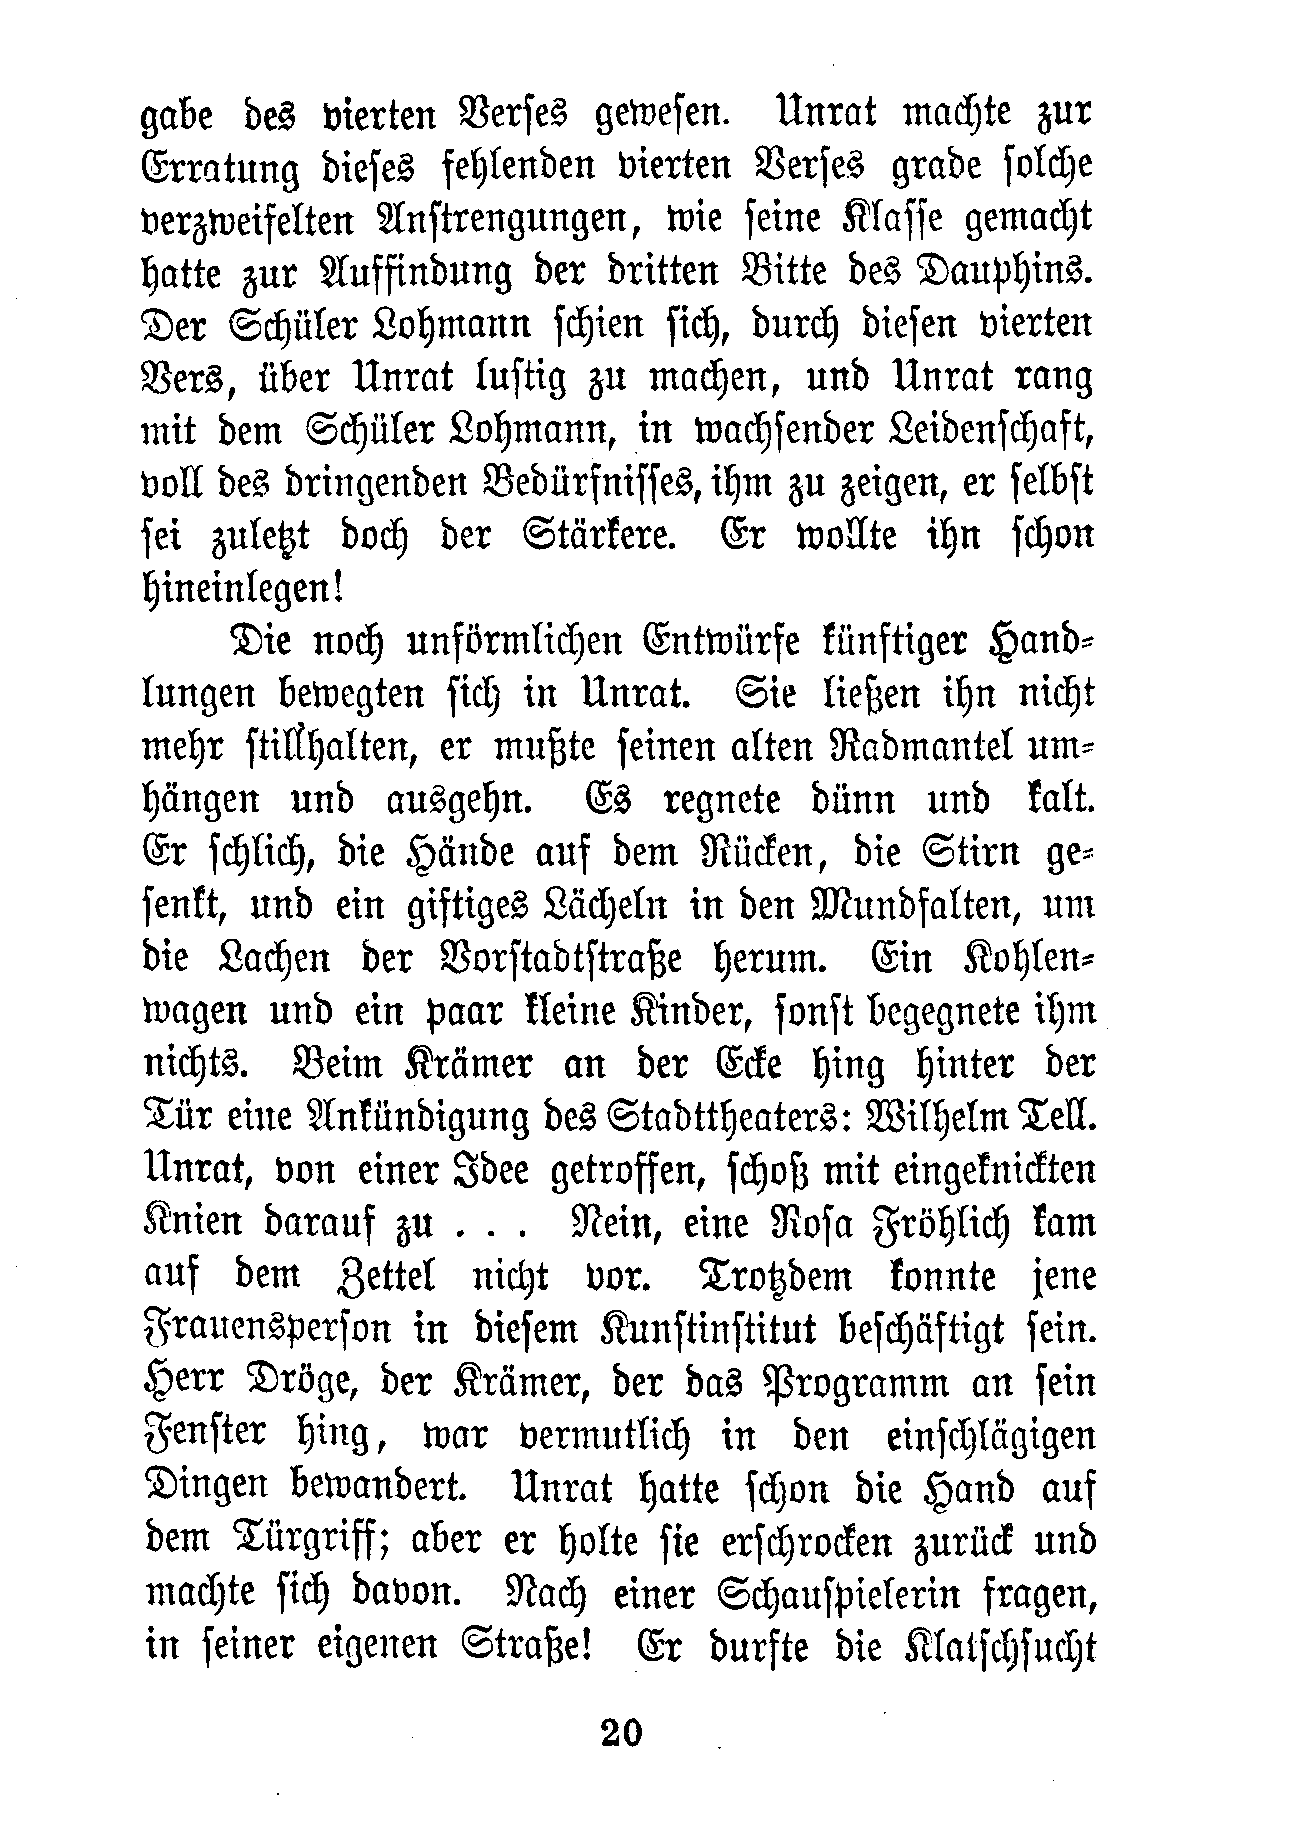 gabe des vierten Verſes geweſen. Unrat machte zur
Erratung dieſes fehlenden vierten Verſes grade ſolche
verzweifelten Anſtrengungen, wie ſeine Klaſſe gemacht
hatte zur Auffindung der dritten Bitte des Dauphins.
Der Schüler Lohmann ſchien ſich, durch dieſen vierten
Vers, über Unrat luſtig zu machen, und Unrat rang
mit dem Schüler Lohmann, in wachſender Leidenſchaft,
voll des dringenden Bedürfniſſes, ihm zu zeigen, er ſelbſt
ſei zuletzt doch der Stärkere. Er wollte ihn ſchon
hineinlegen!
Die noch unförmlichen Entwürfe künftiger Hand⸗
lungen bewegten ſich in Unrat. Sie ließen ihn nicht
mehr ſtillhalten, er mußte ſeinen alten Radmantel um⸗
hängen und ausgehn. Es regnete dünn und kalt.
Er ſchlich, die Hände auf dem Rücken, die Stirn ge⸗
ſenkt, und ein giftiges Lächeln in den Mundfalten, um
die Lachen der Vorſtadtſtraße herum. Ein Kohlen⸗
wagen und ein paar kleine Kinder, ſonſt begegnete ihm
nichts. Beim Krämer an der Ecke hing hinter der
Tür eine Ankündigung des Stadttheaters: Wilhelm Tell.
Unrat, von einer Idee getroffen, ſchoß mit eingeknickten
Knien darauf zu . . . Nein, eine Roſa Fröhlich kam
auf dem Zettel nicht vor. Trotzdem konnte jene
Frauensperſon in dieſem Kunſtinſtitut beſchäftigt ſein.
Herr Dröge, der Krämer, der das Programm an ſein
Fenſter hing, war vermutlich in den einſchlägigen
Dingen bewandert. Unrat hatte ſchon die Hand auf
dem Türgriff; aber er holte ſie erſchrocken zurück und
machte ſich davon. Nach einer Schauſpielerin fragen,
in ſeiner eigenen Straße! Er durfte die Klatſchſucht
20